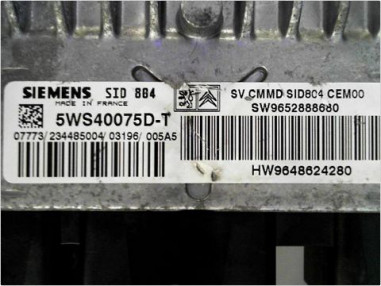 SIEMENS SID 804
MADE IN FRANCE
5WS40075D-T
07773/234485004/03196/005A5
SV CMMD SID804 CEM00
SW9652888680
HW9648624280